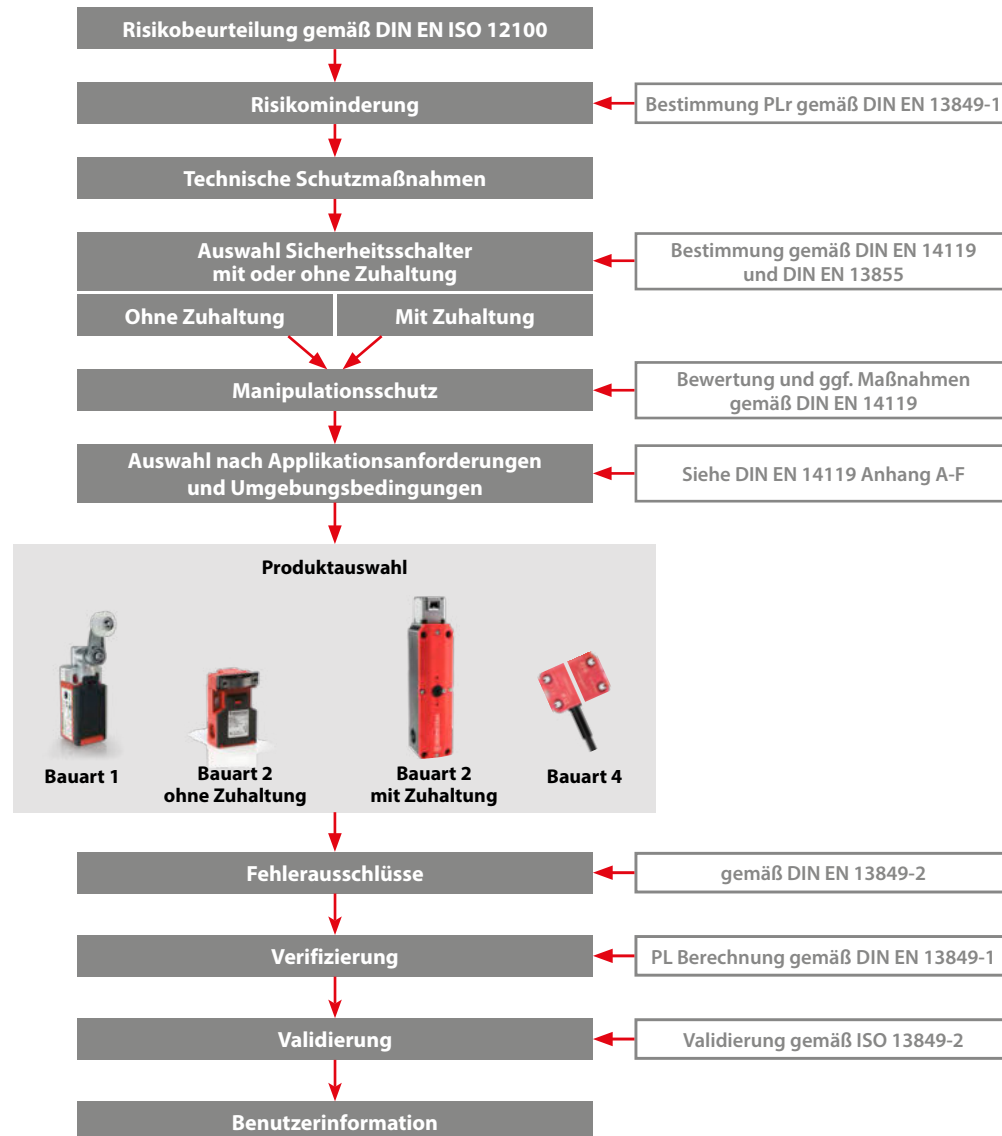 Risikobeurteilung gemäß DIN EN ISO 12100
Risikominderung
Bestimmung PLr gemäß DIN EN 13849-1
Technische Schutzmaßnahmen
Auswahl Sicherheitsschalter
mit oder ohne Zuhaltung
Bestimmung gemäß DIN EN 14119
und DIN EN 13855
Ohne Zuhaltung
Mit Zuhaltung
Manipulationsschutz
Bewertung und ggf. Maßnahmen
gemäß DIN EN 14119
Auswahl nach Applikationsanforderungen
und Umgebungsbedingungen
Siehe DIN EN 14119 Anhang A-F
Produktauswahl
Bauart 1
Bauart 2
ohne Zuhaltung
Bauart 2
mit Zuhaltung
Bauart 4
Fehlerausschlüsse
gemäß DIN EN 13849-2
Verifizierung
PL Berechnung gemäß DIN EN 13849-1
Validierung
Validierung gemäß ISO 13849-2
Benutzerinformation